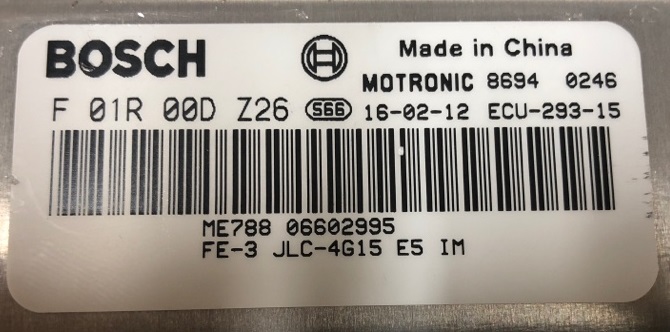 BOSCH Made in China
MOTRONIC 8694 0246
F 01R 00D Z26 S66 16-02-12 ECU-293-15
ME788 06602995
FE-3 JLC-4G15 E5 IM